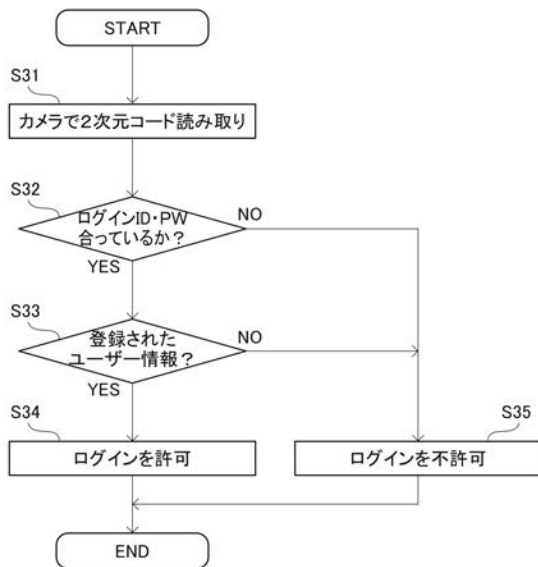 START
S31
カメラで2次元コード読み取り
S32
ログインID・PW
合っているか?
NO
YES
S33
登録された
ユーザー情報?
NO
YES
S34
ログインを許可
S35
ログインを不許可
END